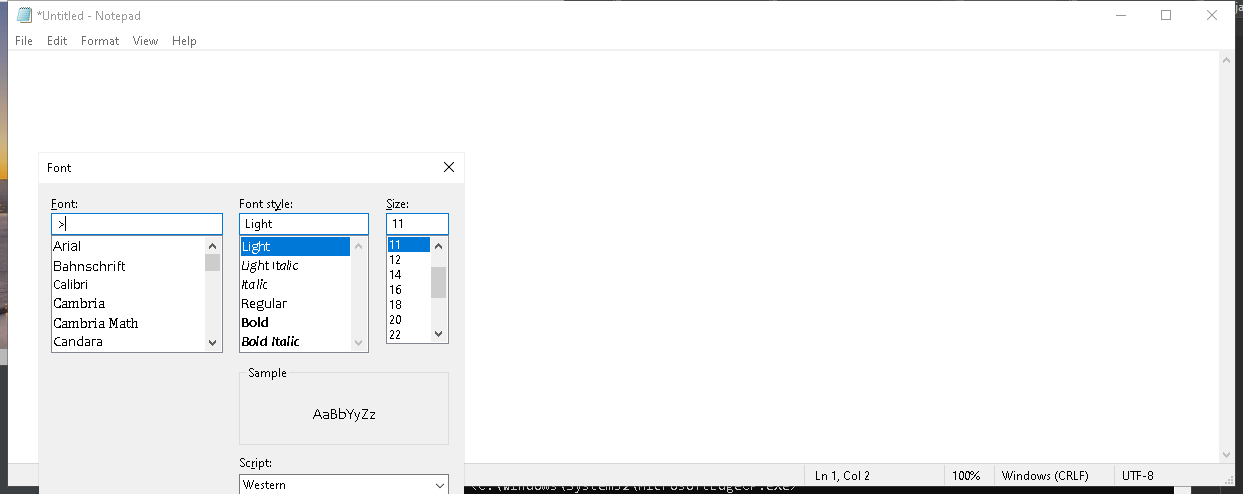 *Untitled - Notepad
File Edit Format View Help
Font
Font: Font style: Size:
> Light 11
Arial Light 11
Bahnschrift Light Italic 12
Calibri Italic 14
Cambria Regular 16
Cambria Math Bold 18
Candara Bold Italic 20
22
Sample
AaBbYyZz
Script:
Western
Ln 1, Col 2 100% Windows (CRLF) UTF-8